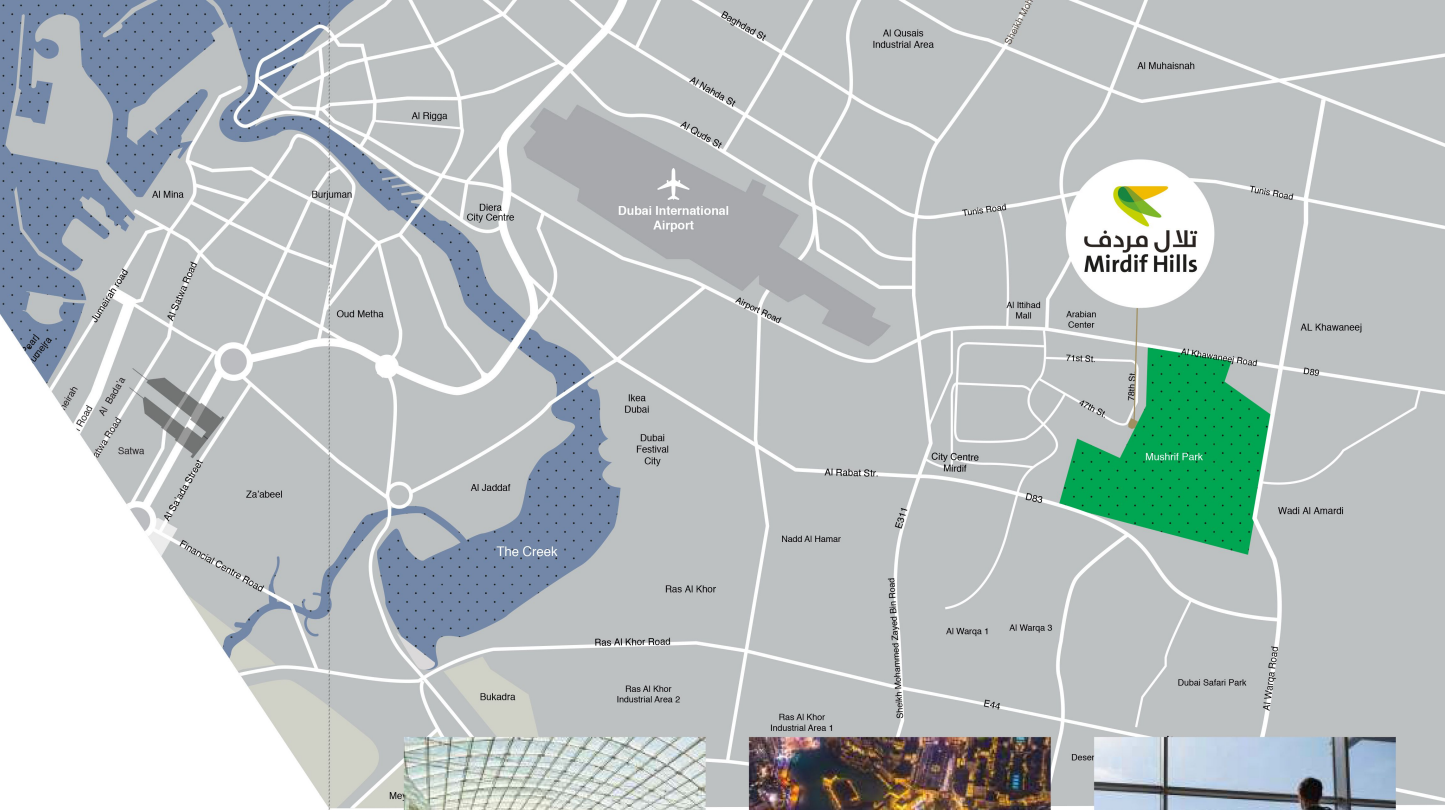 Baghdad St
Al Qusais
Industrial Area
Al Muhaisnah
Al Nahda St
Al Rigga
Al Quds St
Al Mina
Burjuman
Diera
City Centre
Dubai International
Airport
Tunis Road
Tunis Road
تلال مردف
Mirdif Hills
Jumeirah road
Al Satwa Road
Oud Metha
Airport Road
Al Ittihad
Mall
Arabian
Center
AL Khawaneej
71st St.
Al Khawaneej Road
D89
78th St.
47th St
Al Bada'a
Ikea
Dubai
Dubai
Festival
City
Satwa
City Centre
Mirdif
Mushrif Park
Al Rabat Str.
Al Sa'ada Street
Za'abeel
Al Jaddaf
D83
E311
Wadi Al Amardi
Nadd Al Hamar
The Creek
Financial Centre Road
Ras Al Khor
Sheikh Mohammed Zayed Bin Road
Al Warqa 1
Al Warqa 3
Ras Al Khor Road
Al Warqa Road
Dubai Safari Park
Bukadra
Ras Al Khor
Industrial Area 2
E44
Ras Al Khor
Industrial Area 1